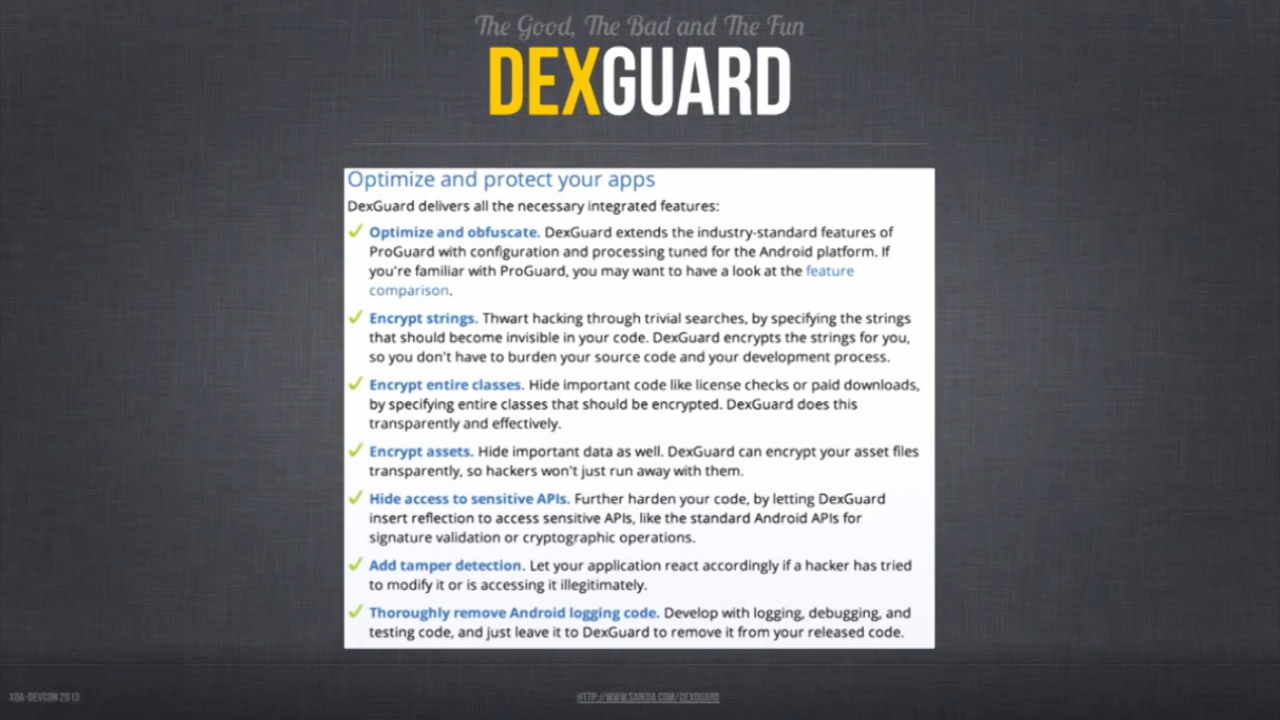 The Good, The Bad and The Fun
DEXGUARD
Optimize and protect your apps
DexGuard delivers all the necessary integrated features:
Optimize and obfuscate. DexGuard extends the industry-standard features of
ProGuard with configuration and processing tuned for the Android platform. If
you're familiar with ProGuard, you may want to have a look at the feature
comparison.
Encrypt strings. Thwart hacking through trivial searches, by specifying the strings
that should become invisible in your code. DexGuard encrypts the strings for you,
so you don't have to burden your source code and your development process.
Encrypt entire classes. Hide important code like license checks or paid downloads,
by specifying entire classes that should be encrypted. DexGuard does this
transparently and effectively.
Encrypt assets. Hide important data as well. DexGuard can encrypt your asset files
transparently, so hackers won't just run away with them.
Hide access to sensitive APIs. Further harden your code, by letting DexGuard
insert reflection to access sensitive APIs, like the standard Android APIs for
signature validation or cryptographic operations.
Add tamper detection. Let your application react accordingly if a hacker has tried
to modify it or is accessing it illegitimately.
Thoroughly remove Android logging code. Develop with logging, debugging, and
testing code, and just leave it to DexGuard to remove it from your released code.
XDA-DEVCON 2013
HTTP://WWW.SAIKOA.COM/DEXGUARD